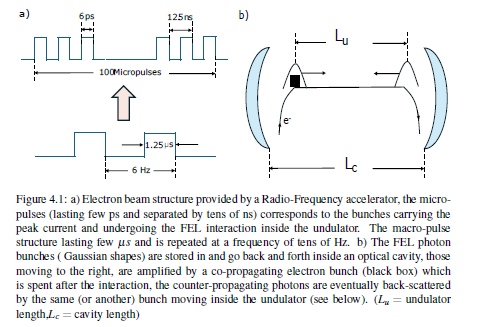 a)
6ps
125ns
100Micropulses
1.25µs
6 Hz
b)
Lu
e-
Lc
Figure 4.1: a) Electron beam structure provided by a Radio-Frequency accelerator, the micro-
pulses (lasting few ps and separated by tens of ns) corresponds to the bunches carrying the
peak current and undergoing the FEL interaction inside the undulator. The macro-pulse
structure lasting few µs and is repeated at a frequency of tens of Hz. b) The FEL photon
bunches ( Gaussian shapes) are stored in and go back and forth inside an optical cavity, those
moving to the right, are amplified by a co-propagating electron bunch (black box) which
is spent after the interaction, the counter-propagating photons are eventually back-scattered
by the same (or another) bunch moving inside the undulator (see below). (Lu = undulator
length,Lc = cavity length)